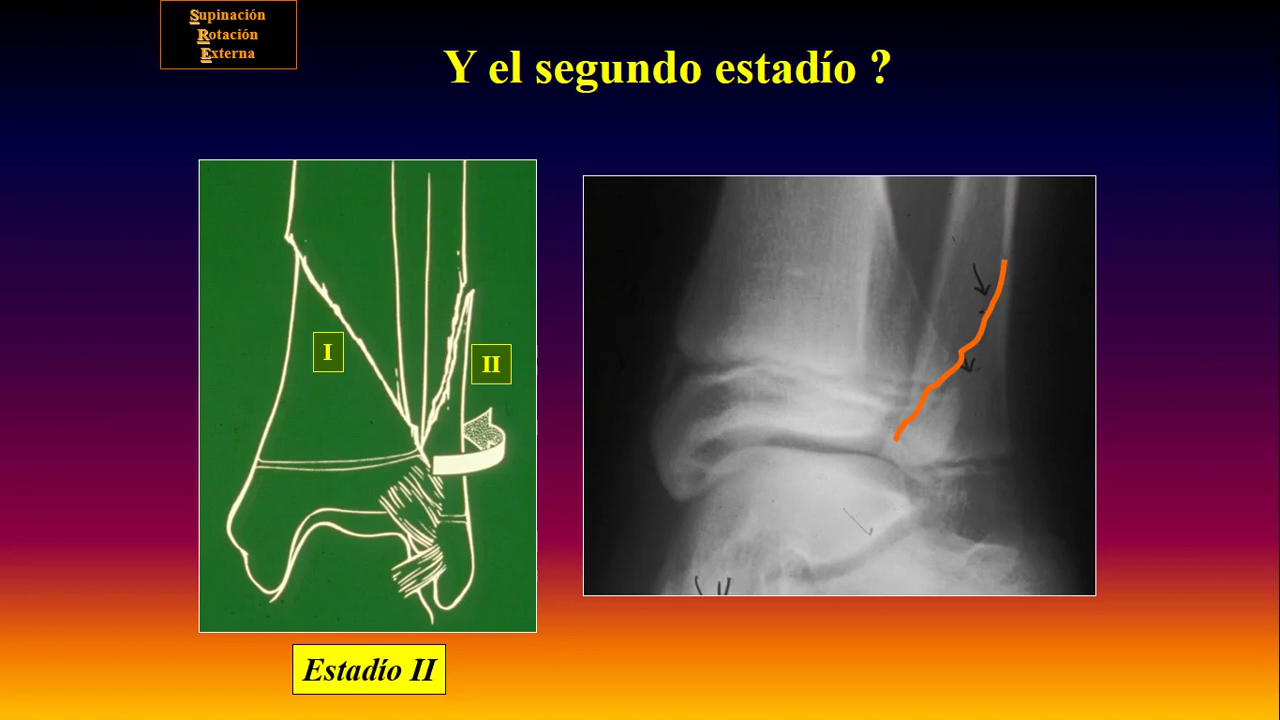 Supinación
Rotación
Externa
Y el segundo estadío ?
I
II
Estadío II